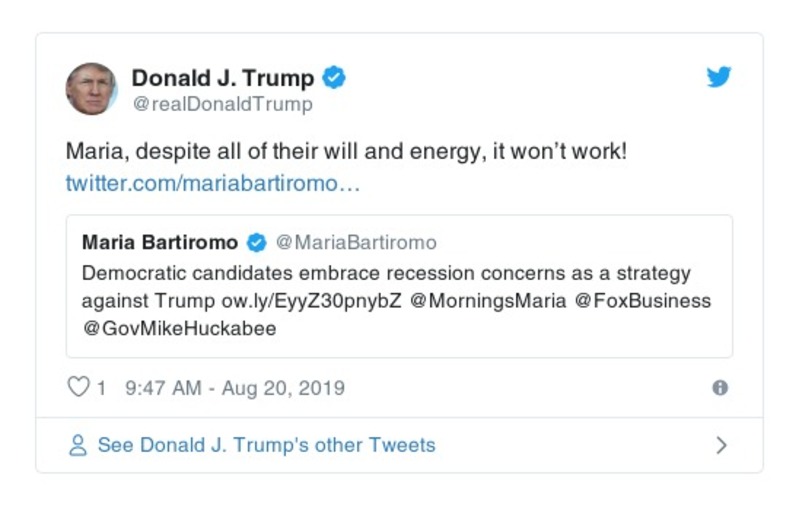 Donald J. Trump
@realDonaldTrump
Maria, despite all of their will and energy, it won’t work!
twitter.com/mariabartiromo…
Maria Bartiromo @MariaBartiromo
Democratic candidates embrace recession concerns as a strategy
against Trump ow.ly/EyyZ30pnybZ @MorningsMaria @FoxBusiness
@GovMikeHuckabee
1 9:47 AM - Aug 20, 2019
See Donald J. Trump's other Tweets